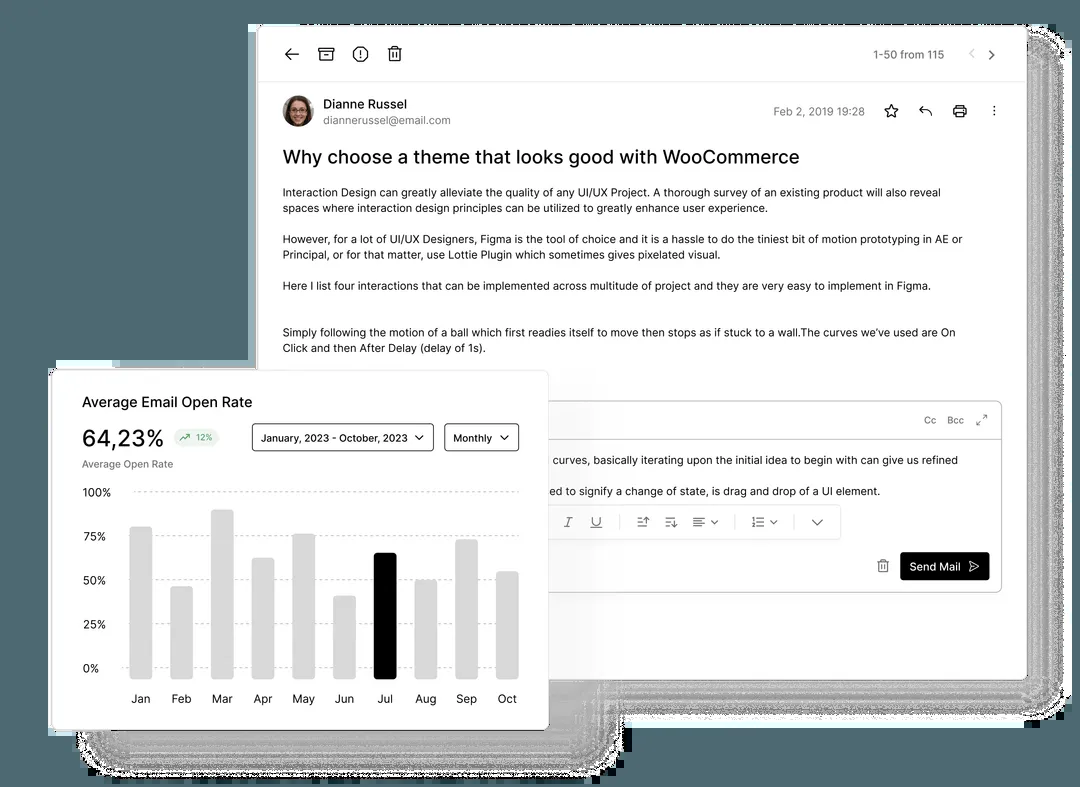 1-50 from 115
Dianne Russel
diannerussel@email.com
Feb 2, 2019 19:28
Why choose a theme that looks good with WooCommerce
Interaction Design can greatly alleviate the quality of any UI/UX Project. A thorough survey of an existing product will also reveal
spaces where interaction design principles can be utilized to greatly enhance user experience.
However, for a lot of UI/UX Designers, Figma is the tool of choice and it is a hassle to do the tiniest bit of motion prototyping in AE or
Principal, or for that matter, use Lottie Plugin which sometimes gives pixelated visual.
Here I list four interactions that can be implemented across multitude of project and they are very easy to implement in Figma.
Simply following the motion of a ball which first readies itself to move then stops as if stuck to a wall.The curves we've used are On
Click and then After Delay (delay of 1s).
Cc Bcc
curves, basically iterating upon the initial idea to begin with can give us refined
ed to signify a change of state, is drag and drop of a UI element.
I U
Send Mail
Average Email Open Rate
64,23% 12%
January, 2023 - October, 2023
Monthly
Average Open Rate
100%
75%
50%
25%
0%
Jan Feb Mar Apr May Jun Jul Aug Sep Oct